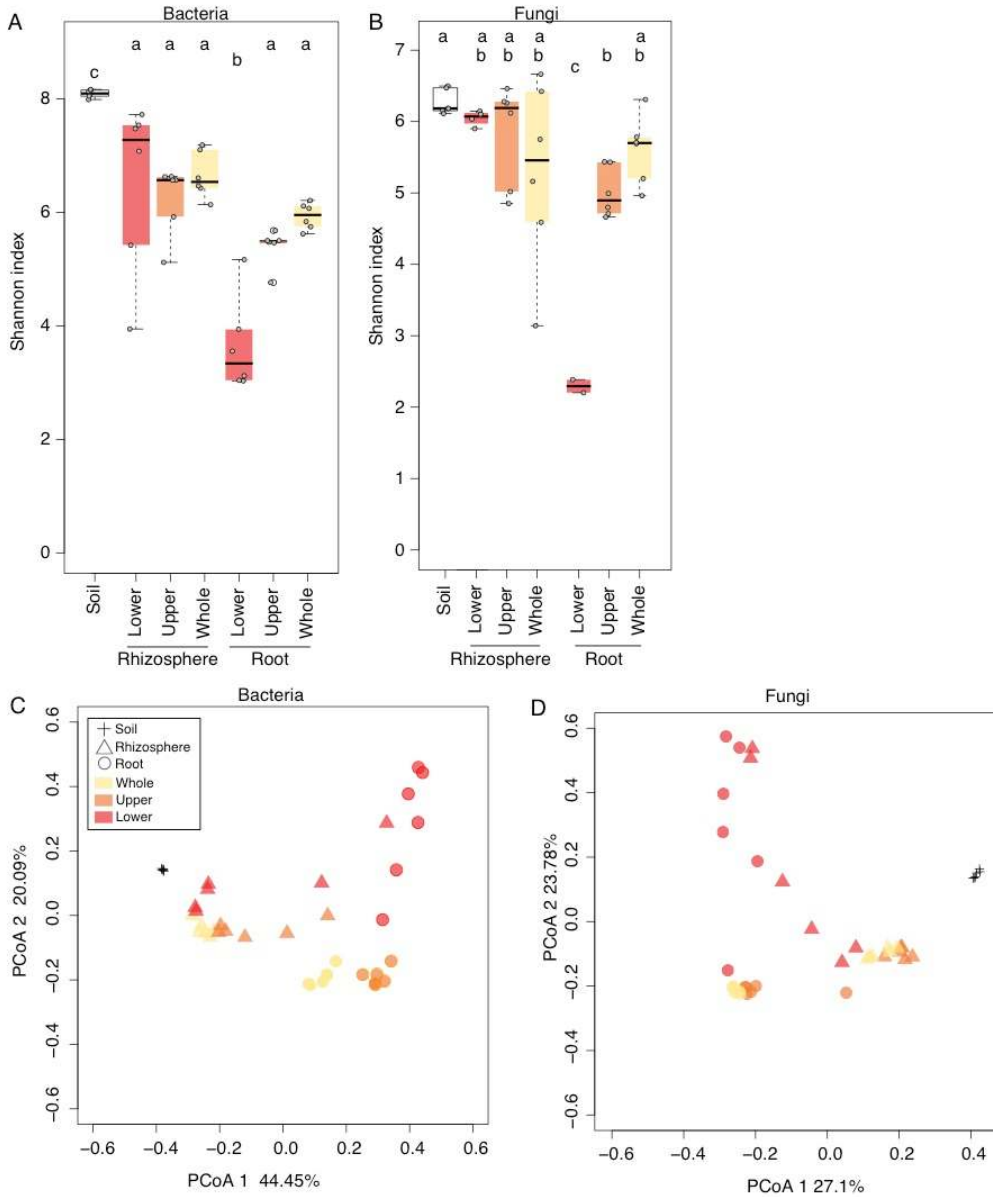 A
Bacteria
Shannon index
8
6
4
2
0
c
a
a
a
b
a
a
Soil
Lower
Upper
Whole
Lower
Upper
Whole
Rhizosphere
Root
B
Fungi
Shannon index
7
6
5
4
3
2
1
0
a
a
b
a
b
a
b
c
b
a
b
Soil
Lower
Upper
Whole
Lower
Upper
Whole
Rhizosphere
Root
C
Bacteria
Soil
Rhizosphere
Root
Whole
Upper
Lower
PCoA 2 20.09%
0.6
0.4
0.2
0.0
−0.2
−0.4
−0.6
−0.6
−0.4
−0.2
0.0
0.2
0.4
0.6
PCoA 1 44.45%
D
Fungi
PCoA 2 23.78%
0.6
0.4
0.2
0.0
−0.2
−0.4
−0.6
−0.6
−0.4
−0.2
0.0
0.2
0.4
PCoA 1 27.1%